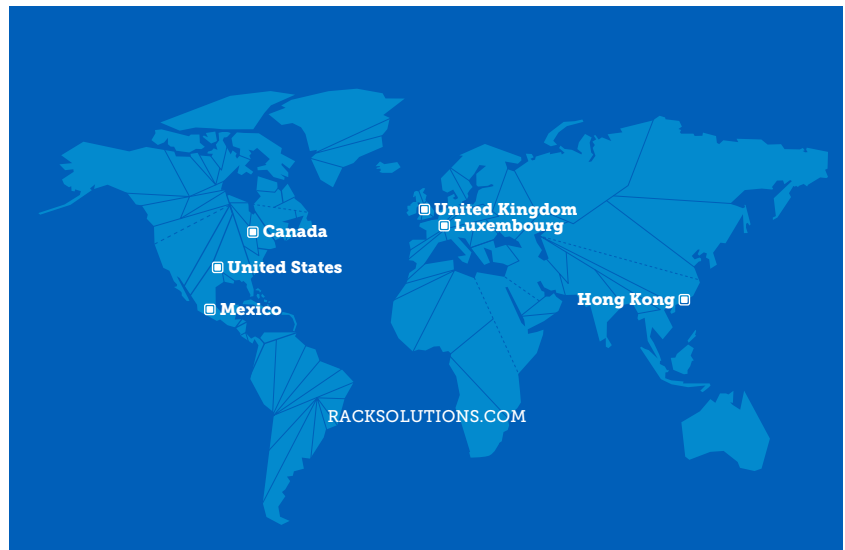 United Kingdom
Luxembourg
Canada
United States
Hong Kong
Mexico
RACKSOLUTIONS.COM